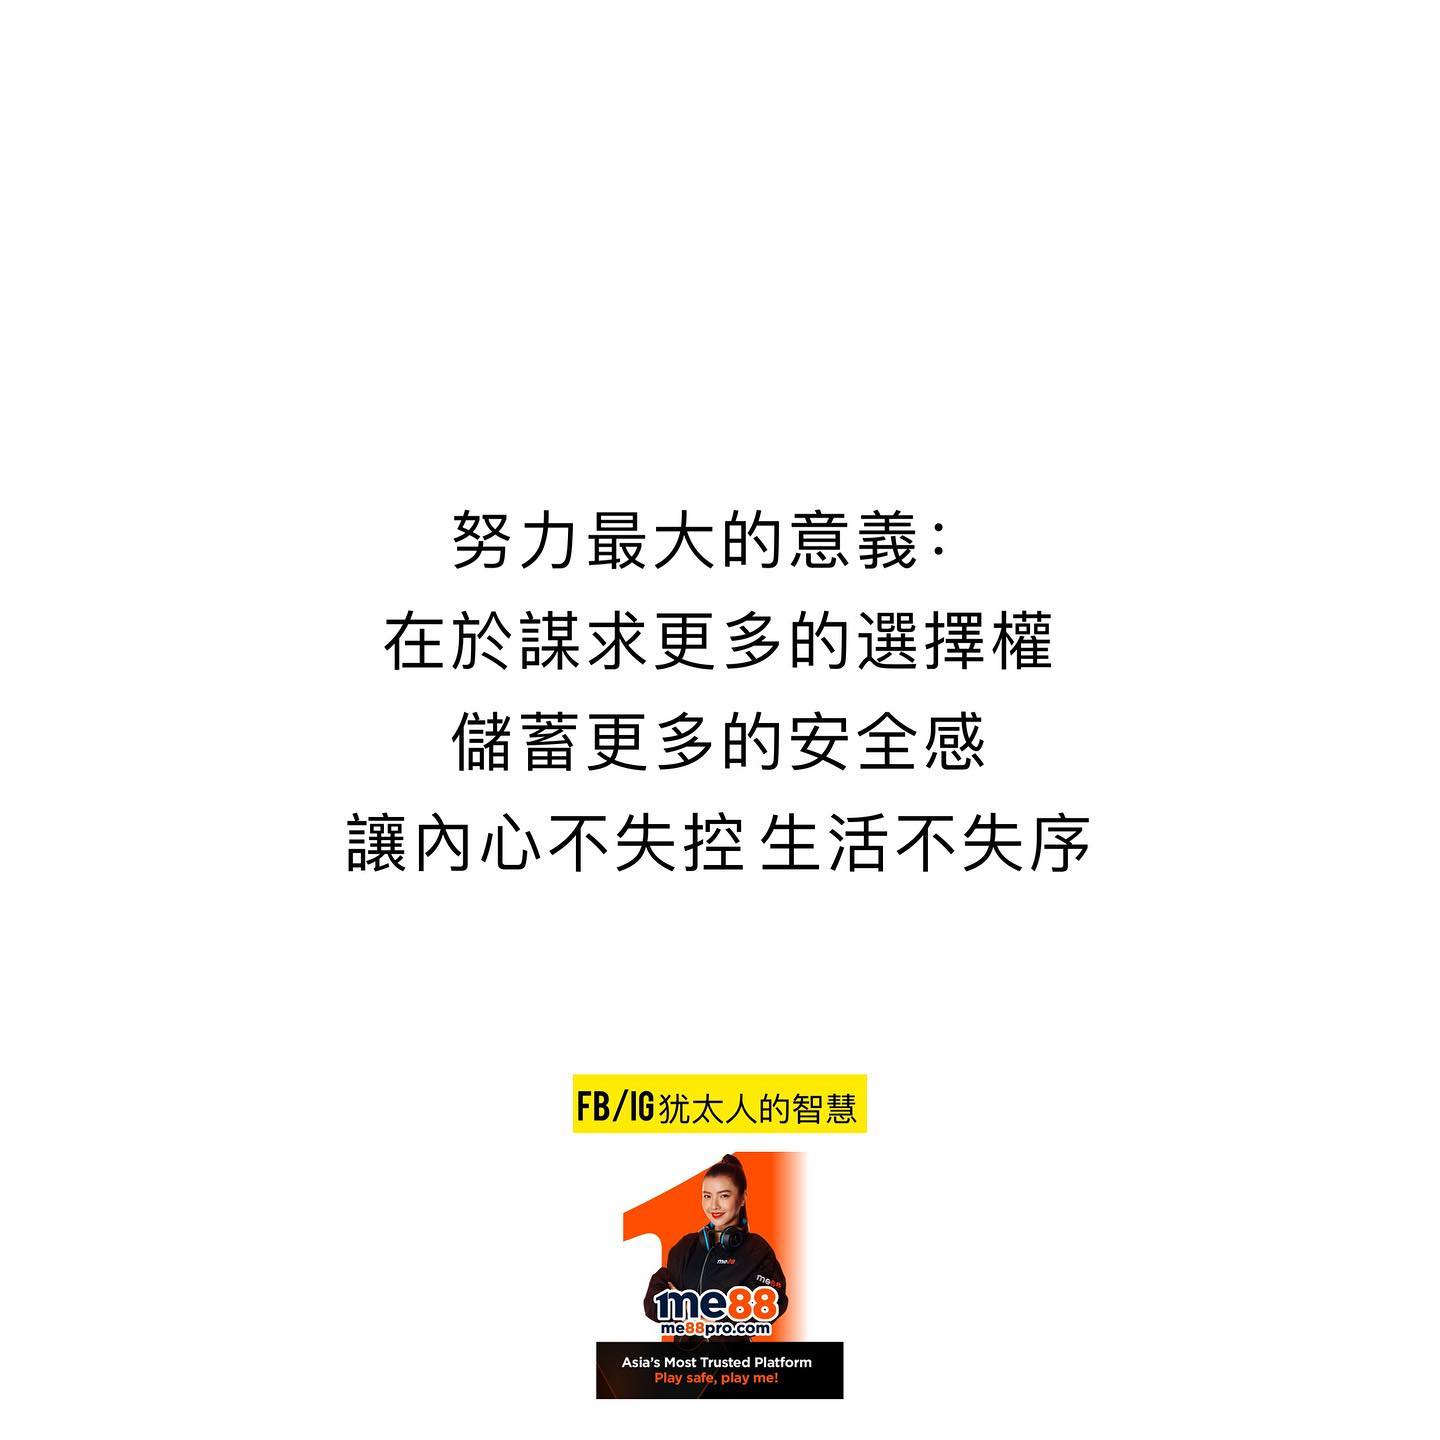 努力最大的意義：
在於謀求更多的選擇權
儲蓄更多的安全感
讓內心不失控 生活不失序
FB/IG犹太人的智慧
me88
me88
me88
me88pro.com
Asia's Most Trusted Platform
Play safe, play me!